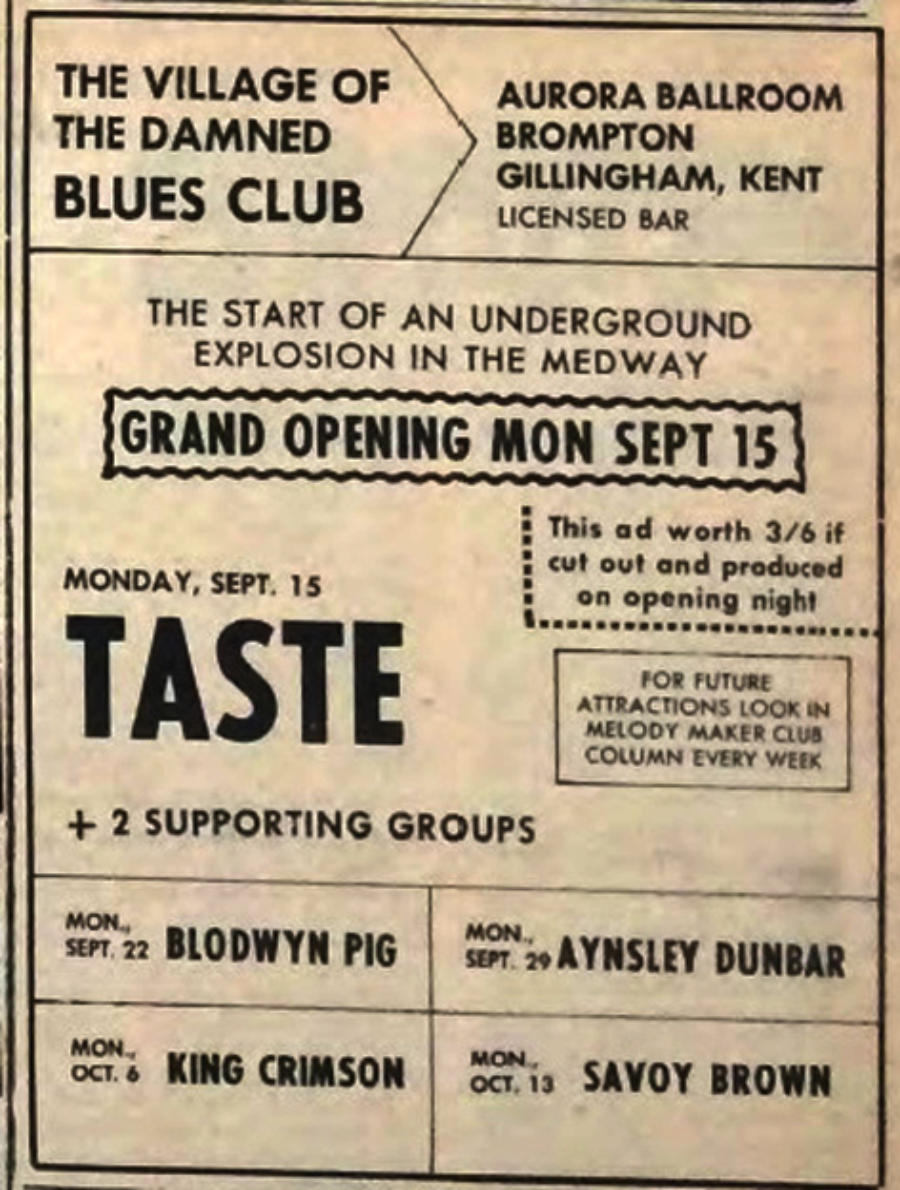 THE VILLAGE OF
THE DAMNED
BLUES CLUB
AURORA BALLROOM
BROMPTON
GILLINGHAM, KENT
LICENSED BAR
THE START OF AN UNDERGROUND
EXPLOSION IN THE MEDWAY
GRAND OPENING MON SEPT 15
This ad worth 3/6 if
cut out and produced
on opening night
MONDAY, SEPT. 15
TASTE
FOR FUTURE
ATTRACTIONS LOOK IN
MELODY MAKER CLUB
COLUMN EVERY WEEK
+ 2 SUPPORTING GROUPS
MON.,
SEPT. 22 BLODWYN PIG
MON.,
SEPT. 29 AYNSLEY DUNBAR
MON.,
OCT. 6 KING CRIMSON
MON.,
OCT. 13 SAVOY BROWN